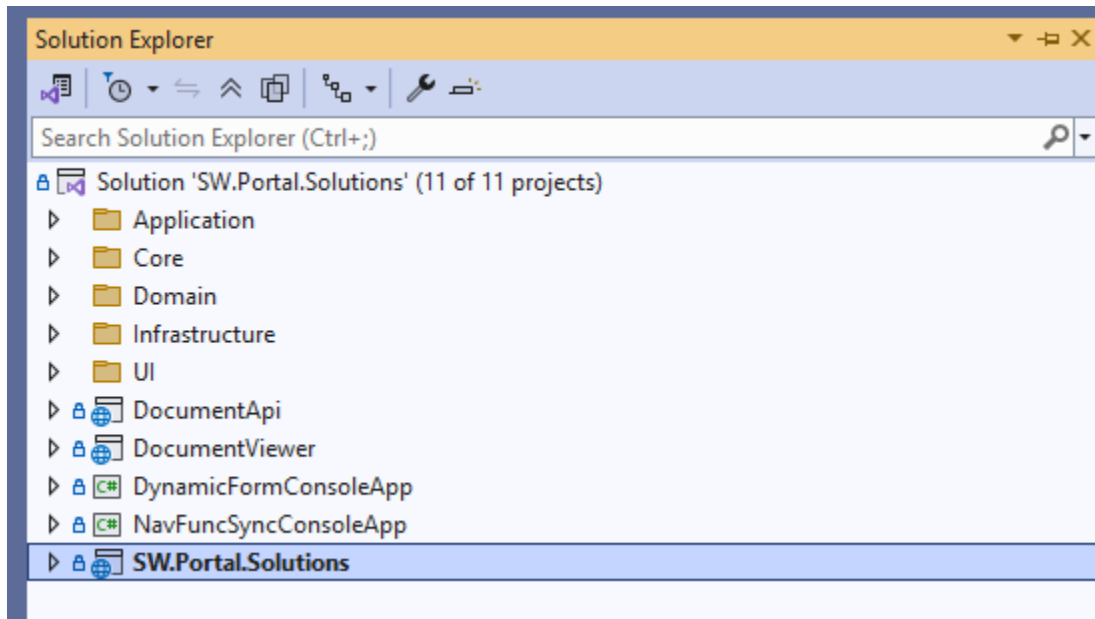 Solution Explorer
Search Solution Explorer (Ctrl+;)
Solution 'SW.Portal.Solutions' (11 of 11 projects)
Application
Core
Domain
Infrastructure
UI
DocumentApi
DocumentViewer
C# DynamicFormConsoleApp
C# NavFuncSyncConsoleApp
SW.Portal.Solutions